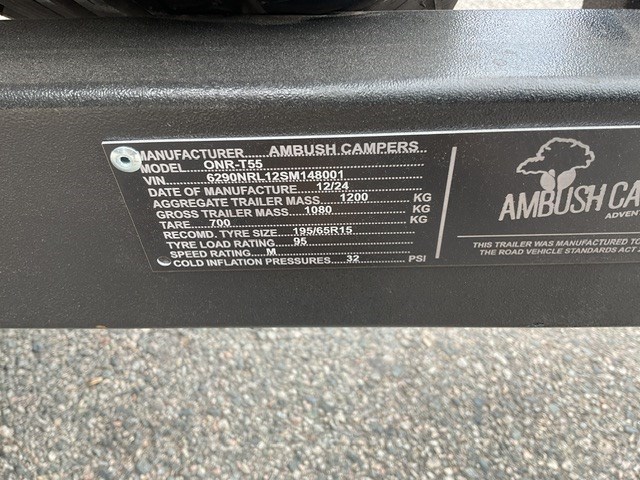 MANUFACTURER AMBUSH CAMPERS
MODEL ONR-T55
VIN 6290NRL12SM148001
DATE OF MANUFACTURE 12/24
AGGREGATE TRAILER MASS 1200 KG
GROSS TRAILER MASS 1080 KG
TARE 700 KG
RECOMD. TYRE SIZE 195/65R15
TYRE LOAD RATING 95
SPEED RATING M
COLD INFLATION PRESSURES 32 PSI
AMBUSH CA
ADVE
THIS TRAILER WAS MANUFACTURED TO
THE ROAD VEHICLE STANDARDS ACT